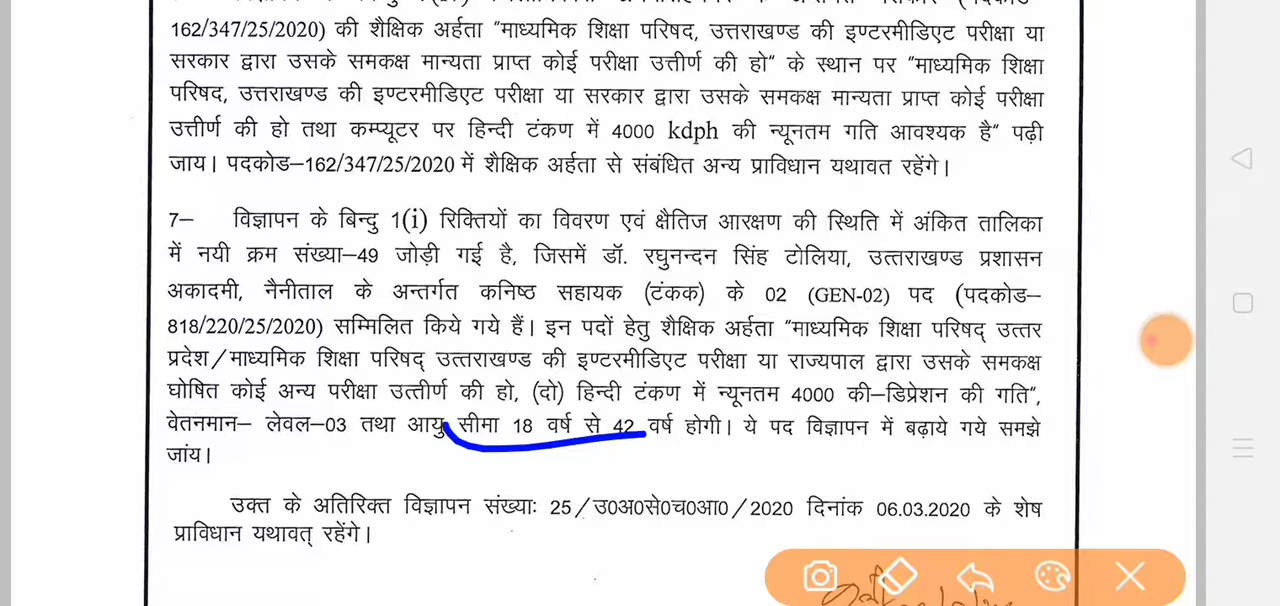 162/347/25/2020) की शैक्षिक अर्हता "माध्यमिक शिक्षा परिषद, उत्तराखण्ड की इण्टरमीडिएट परीक्षा या
सरकार द्वारा उसके समकक्ष मान्यता प्राप्त कोई परीक्षा उत्तीर्ण की हो" के स्थान पर "माध्यमिक शिक्षा
परिषद, उत्तराखण्ड की इण्टरमीडिएट परीक्षा या सरकार द्वारा उसके समकक्ष मान्यता प्राप्त कोई परीक्षा
उत्तीर्ण की हो तथा कम्प्यूटर पर हिन्दी टंकण में 4000 kdph की न्यूनतम गति आवश्यक है" पढ़ी
जाय। पदकोड–162/347/25/2020 में शैक्षिक अर्हता से संबंधित अन्य प्राविधान यथावत रहेंगे।
7– विज्ञापन के बिन्दु 1(i) रिक्तियों का विवरण एवं क्षैतिज आरक्षण की स्थिति में अंकित तालिका
में नयी क्रम संख्या–49 जोड़ी गई है, जिसमें डॉ. रघुनन्दन सिंह टोलिया, उत्तराखण्ड प्रशासन
अकादमी, नैनीताल के अन्तर्गत कनिष्ठ सहायक (टंकक) के 02 (GEN-02) पद (पदकोड–
818/220/25/2020) सम्मिलित किये गये हैं। इन पदों हेतु शैक्षिक अर्हता "माध्यमिक शिक्षा परिषद् उत्तर
प्रदेश/माध्यमिक शिक्षा परिषद् उत्तराखण्ड की इण्टरमीडिएट परीक्षा या राज्यपाल द्वारा उसके समकक्ष
घोषित कोई अन्य परीक्षा उत्तीर्ण की हो, (दो) हिन्दी टंकण में न्यूनतम 4000 की–डिप्रेशन की गति",
वेतनमान– लेवल–03 तथा आयु सीमा 18 वर्ष से 42 वर्ष होगी। ये पद विज्ञापन में बढ़ाये गये समझे
जांय।
उक्त के अतिरिक्त विज्ञापन संख्याः 25/उ0अ0से0च0आ0/2020 दिनांक 06.03.2020 के शेष
प्राविधान यथावत् रहेंगे।